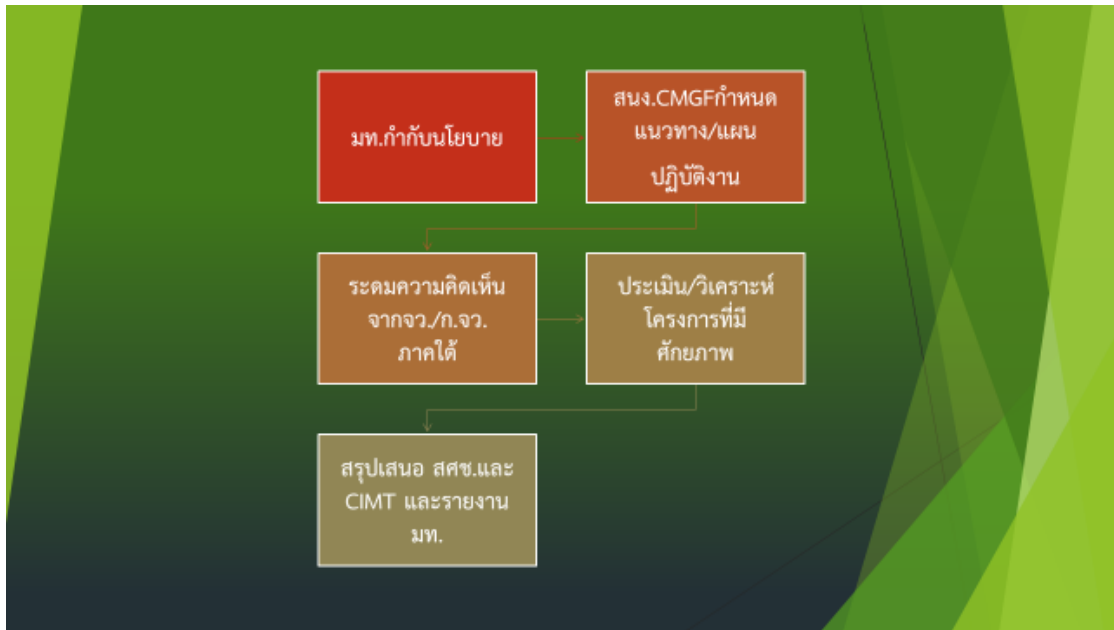 มท.กำกับนโยบาย
สนง.CMGFกำหนด
แนวทาง/แผน
ปฏิบัติงาน
ระดมความคิดเห็น
จากจว./ก.จว.
ภาคใต้
ประเมิน/วิเคราะห์
โครงการที่มี
ศักยภาพ
สรุปเสนอ สศช.และ
CIMT และรายงาน
มท.